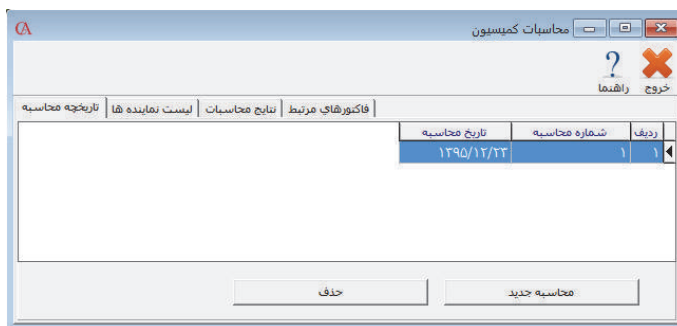 محاسبات کمیسیون
خروج راهنما
تاریخچه محاسبه لیست نماینده ها نتایج محاسبات فاکتورهاي مرتبط
ردیف شماره محاسبه تاریخ محاسبه
۱ ۱ ۱۳۹۵/۱۲/۲۳
محاسبه جدید حذف